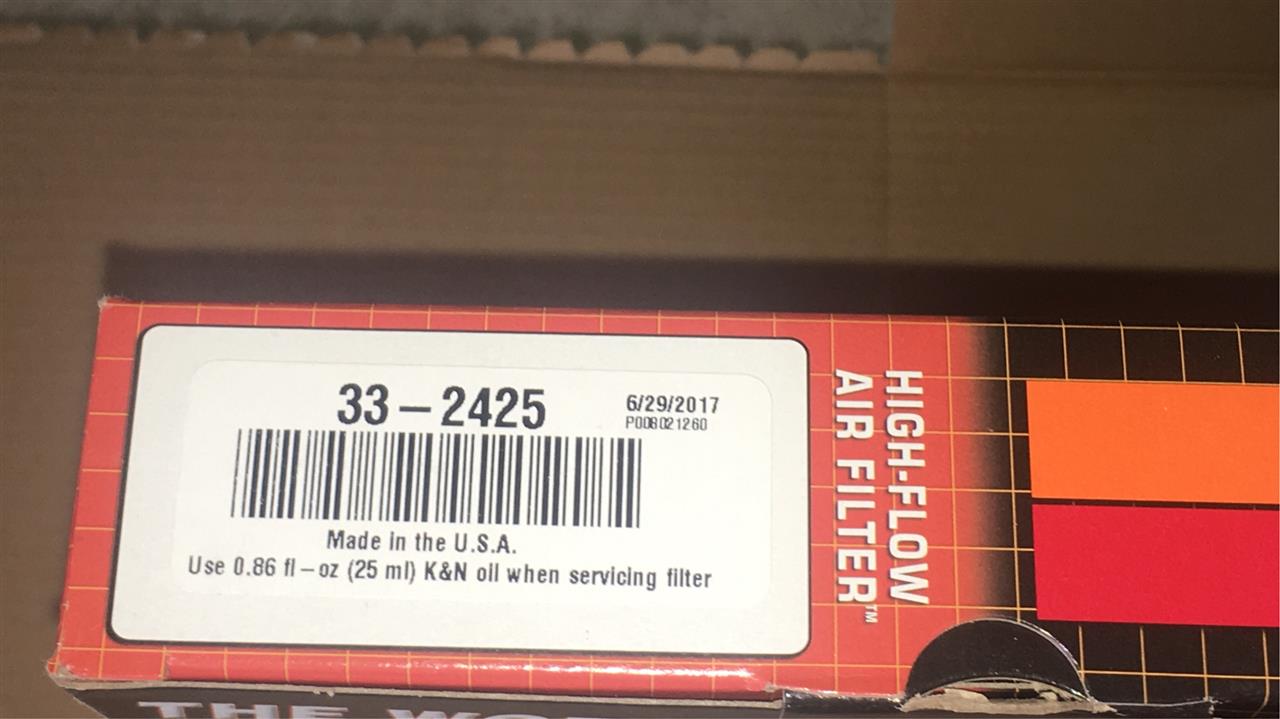 33-2425
6/29/2017
P008021260
Made in the U.S.A.
Use 0.86 fl-oz (25 ml) K&N oil when servicing filter
HIGH-FLOW
AIR FILTER™
THE